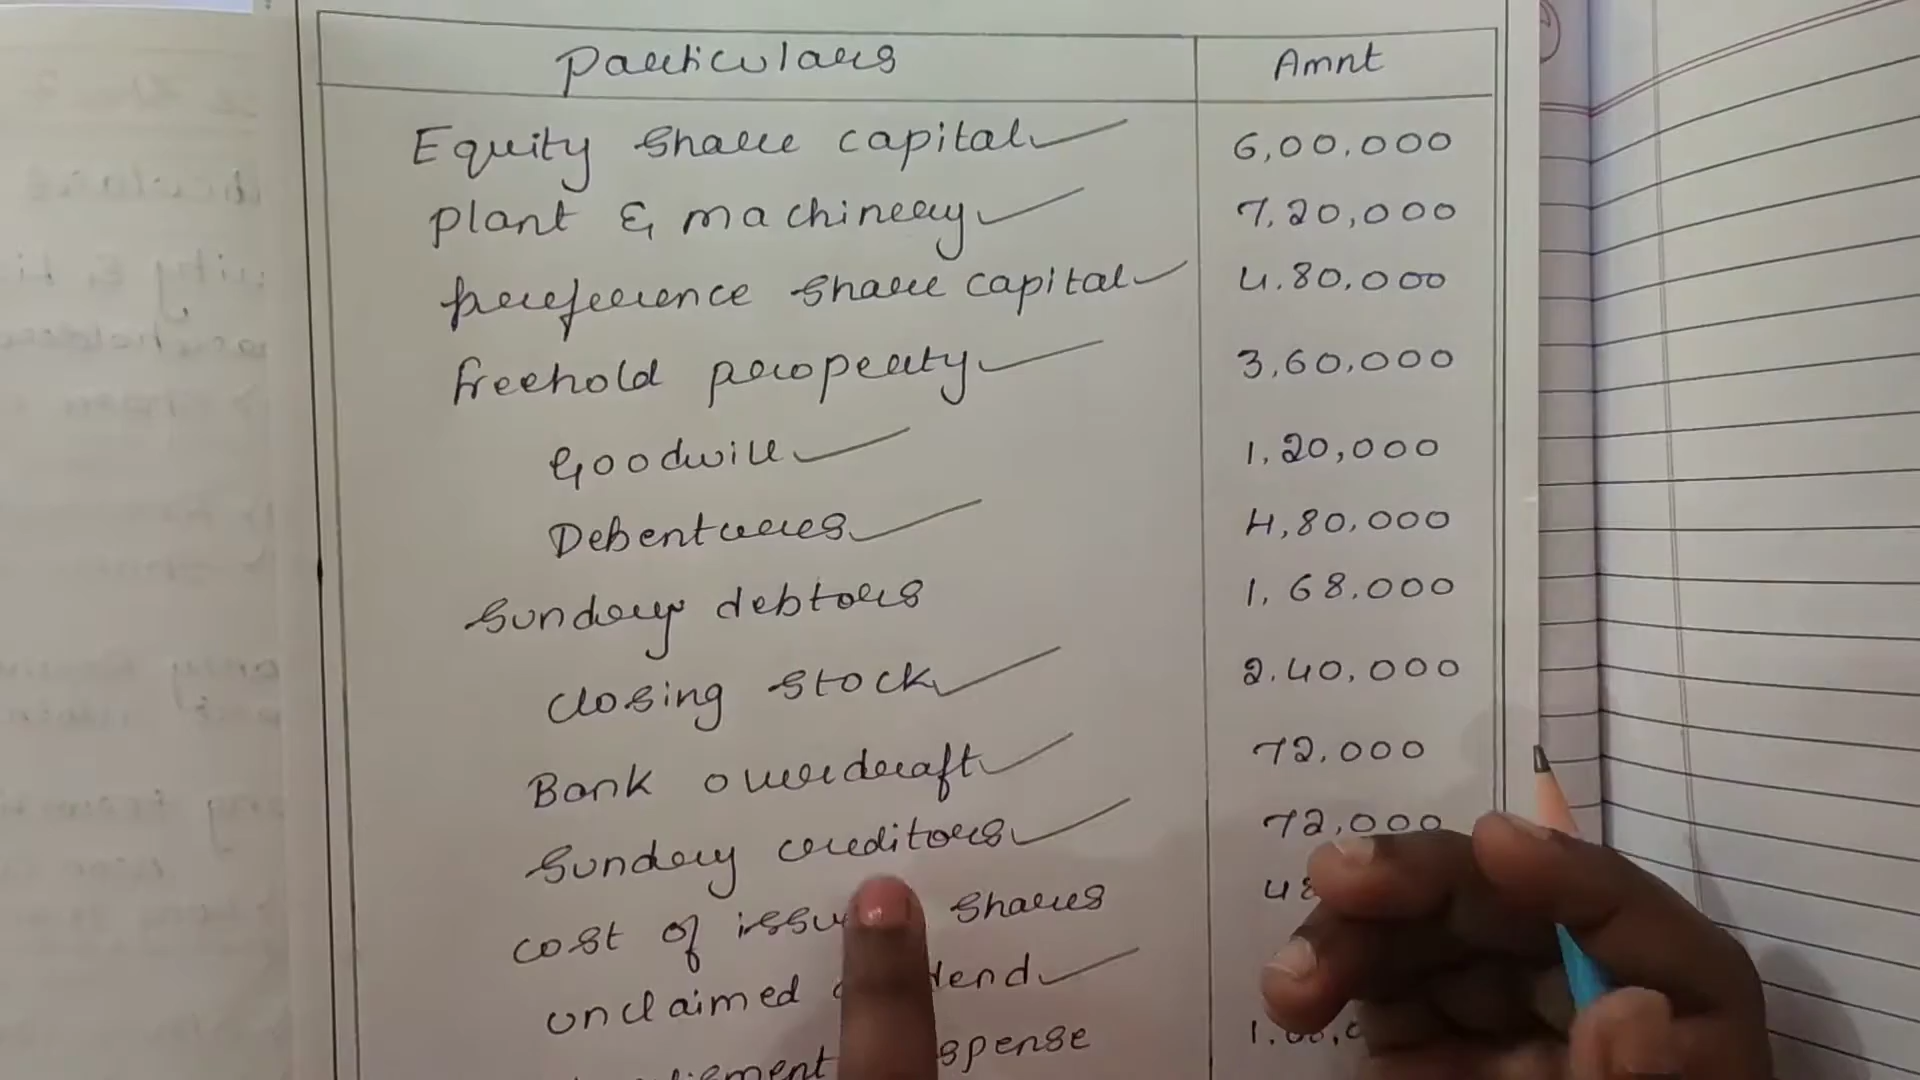 Particulars Amnt
Equity share capital 6,00,000
plant & machinery 7,20,000
preference share capital 4,80,000
freehold property 3,60,000
Goodwill 1,20,000
Debentures 4,80,000
Sundry debtors 1,68,000
closing stock 2,40,000
Bank overdraft 72,000
Sundry creditors 72,000
cost of shares
unclaimed